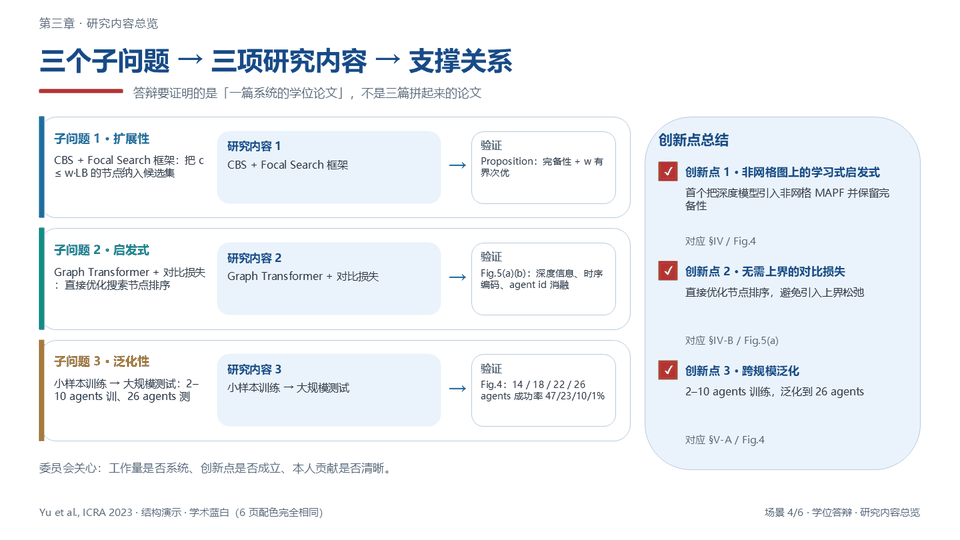 第三章 · 研究内容总览
三个子问题 → 三项研究内容 → 支撑关系
答辩要证明的是「一篇系统的学位论文」，不是三篇拼起来的论文
子问题 1 • 扩展性
CBS + Focal Search 框架：把 c
≤ w·LB 的节点纳入候选集
研究内容 1
CBS + Focal Search 框架
→
验证
Proposition：完备性 + w 有
界次优
子问题 2 • 启发式
Graph Transformer + 对比损失
：直接优化搜索节点排序
研究内容 2
Graph Transformer + 对比损失
→
验证
Fig.5(a)(b)：深度信息、时序
编码、agent id 消融
子问题 3 • 泛化性
小样本训练 → 大规模测试：2–
10 agents 训、26 agents 测
研究内容 3
小样本训练 → 大规模测试
→
验证
Fig.4：14 / 18 / 22 / 26
agents 成功率 47/23/10/1%
创新点总结
✓ 创新点 1 • 非网格图上的学习式启发式
首个把深度模型引入非网格 MAPF 并保留完
备性
对应 §IV / Fig.4
✓ 创新点 2 • 无需上界的对比损失
直接优化节点排序，避免引入上界松弛
对应 §IV-B / Fig.5(a)
✓ 创新点 3 • 跨规模泛化
2–10 agents 训练，泛化到 26 agents
对应 §V-A / Fig.4
委员会关心：工作量是否系统、创新点是否成立、本人贡献是否清晰。
Yu et al., ICRA 2023 · 结构演示 · 学术蓝白（6 页配色完全相同）
场景 4/6 · 学位答辩 · 研究内容总览